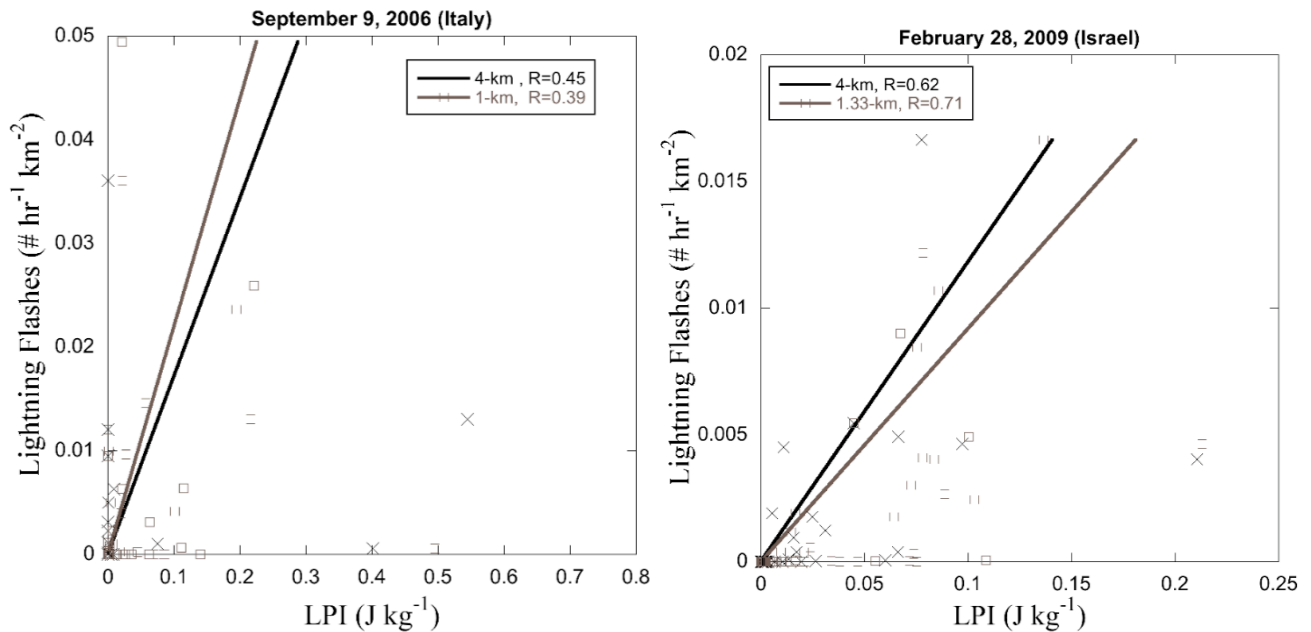 September 9, 2006 (Italy)
0.05
0.04
0.03
0.02
0.01
0
Lightning Flashes (# hr⁻¹ km⁻²)
4-km , R=0.45
1-km, R=0.39
0 0.1 0.2 0.3 0.4 0.5 0.6 0.7 0.8
LPI (J kg⁻¹)
February 28, 2009 (Israel)
0.02
0.015
0.01
0.005
0
Lightning Flashes (# hr⁻¹ km⁻²)
4-km, R=0.62
1.33-km, R=0.71
0 0.05 0.1 0.15 0.2 0.25
LPI (J kg⁻¹)